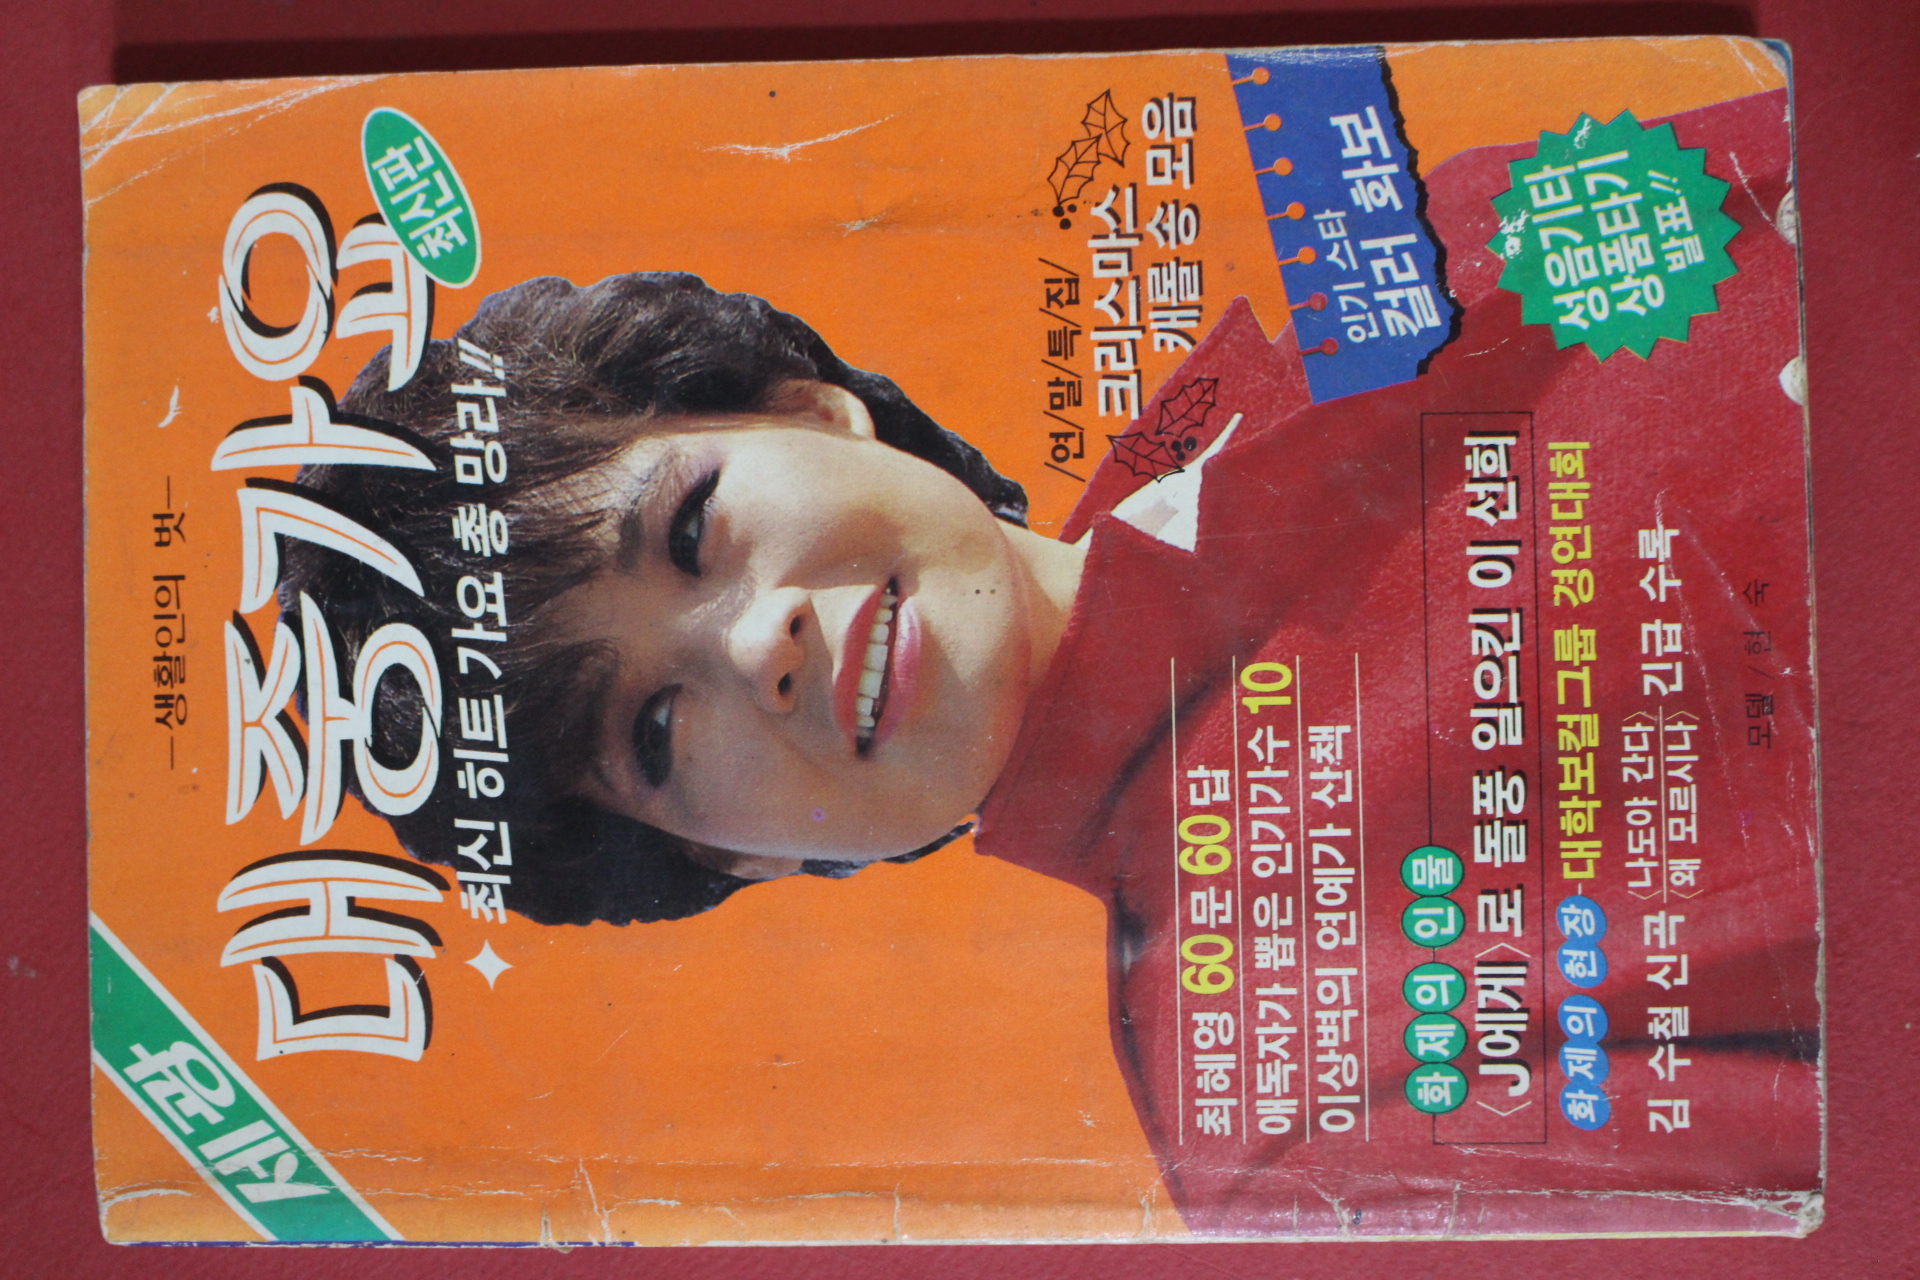 세광
—생활인의 벗—
대중가요
최신판
✦최신 히트 가요 총 망라!!
/연/말/특/집/
크리스마스
캐롤송 모음
인기 스타
컬러 화보
성음기타
상품타기
발표!!
최혜영 60문 60답
애독자가 뽑은 인기가수 10
이상벽의 연예가 산책
화제의 인물
〈J에게〉로 돌풍 일으킨 이 선희
화제의 현장-대학보컬그룹 경연대회
김 수철 신곡 〈나도야 간다〉 〈왜 모르시나〉 긴급 수록
모델 / 현 숙